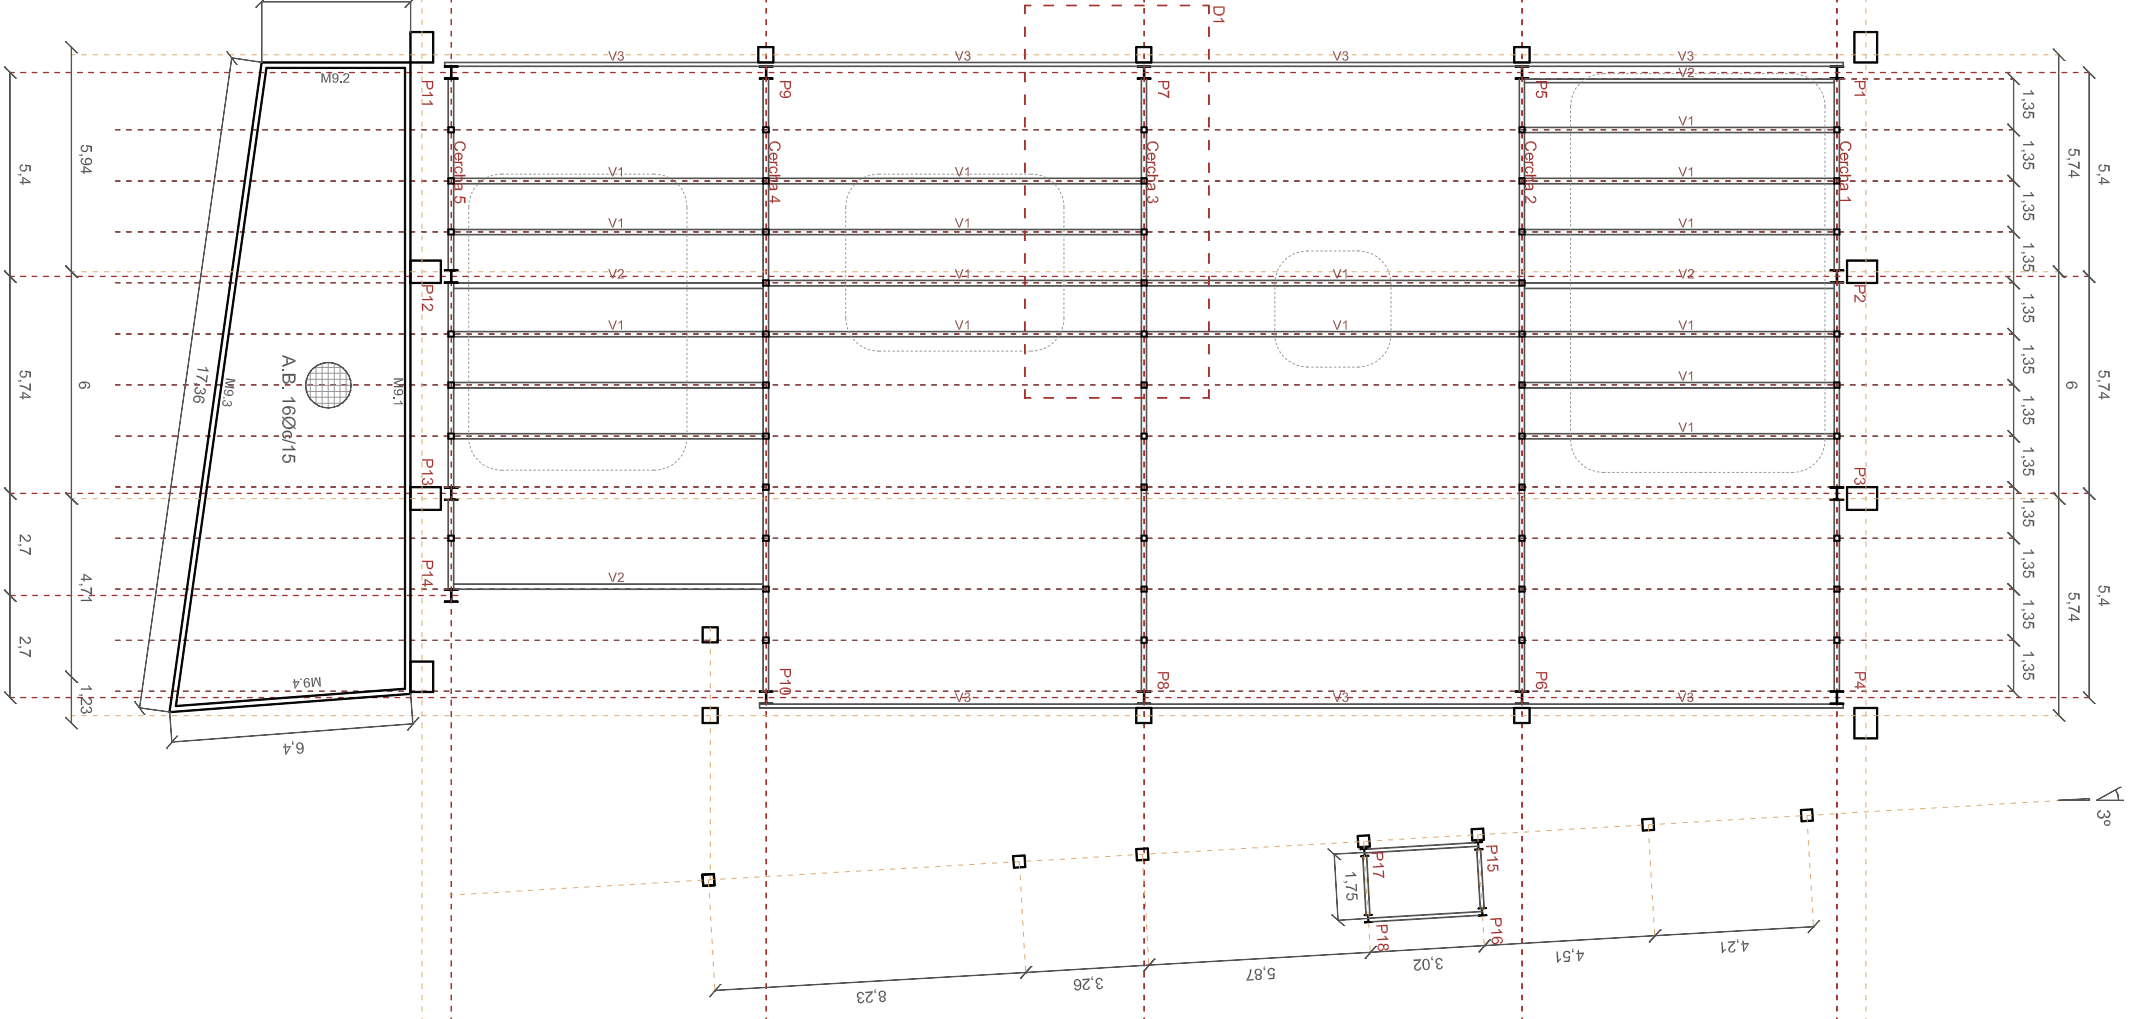 D1
V3
V3
V3
V3
V2
M9.2
P11
P9
P7
P5
P1
V1
V1
V1
V1
V1
V1
V1
V2
V1
V1
V2
V1
V1
V1
V1
V1
V1
V2
Cercha 5
Cercha 4
Cercha 3
Cercha 2
Cercha 1
P12
P2
P13
P3
P14
P10
P8
P6
P4
V3
V3
V3
M9.1
M9.3
M9.4
A.B 16Øc/15
17,36
6,4
5,4
5,74
2,7
2,7
5,94
6
4,71
1,23
1,35
1,35
1,35
1,35
1,35
1,35
1,35
1,35
1,35
1,35
1,35
1,35
5,74
6
5,74
5,4
5,74
5,4
3º
P17
P15
P18
P16
1,75
8,23
3,26
5,87
3,02
4,51
4,21